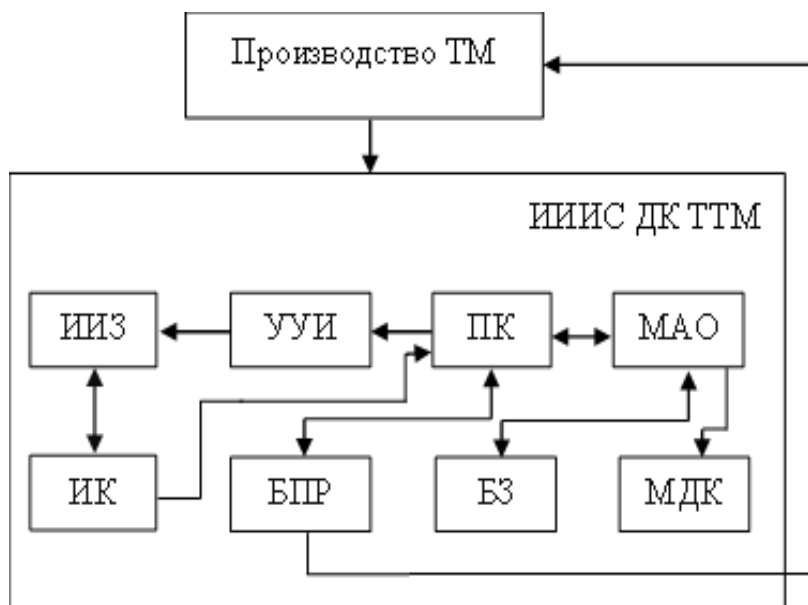 Производство ТМ
ИИИС ДК ТТМ
ИИЗ
УУИ
ПК
МАО
ИК
БПР
БЗ
МДК